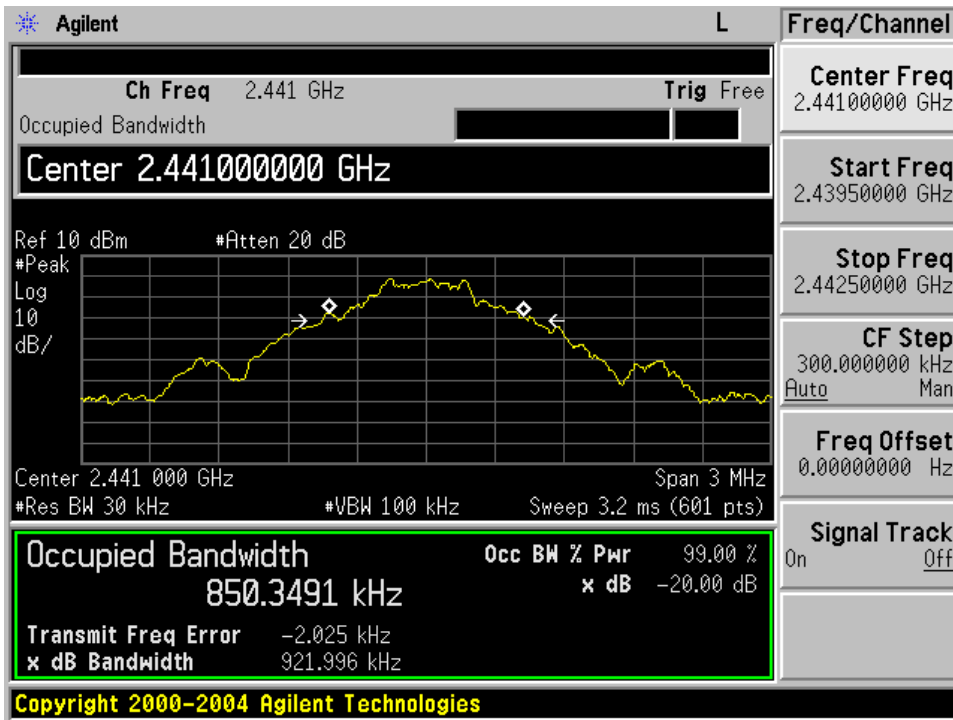 Agilent L Freq/Channel
Ch Freq 2.441 GHz Trig Free
Occupied Bandwidth
Center 2.441000000 GHz
Ref 10 dBm #Atten 20 dB
#Peak
Log
10
dB/
Center 2.441 000 GHz Span 3 MHz
#Res BW 30 kHz #VBW 100 kHz Sweep 3.2 ms (601 pts)
Occupied Bandwidth Occ BW % Pwr 99.00 %
850.3491 kHz x dB -20.00 dB
Transmit Freq Error -2.025 kHz
x dB Bandwidth 921.996 kHz
Center Freq
2.44100000 GHz
Start Freq
2.43950000 GHz
Stop Freq
2.44250000 GHz
CF Step
300.000000 kHz
Auto Man
Freq Offset
0.00000000 Hz
Signal Track
On Off
Copyright 2000-2004 Agilent Technologies